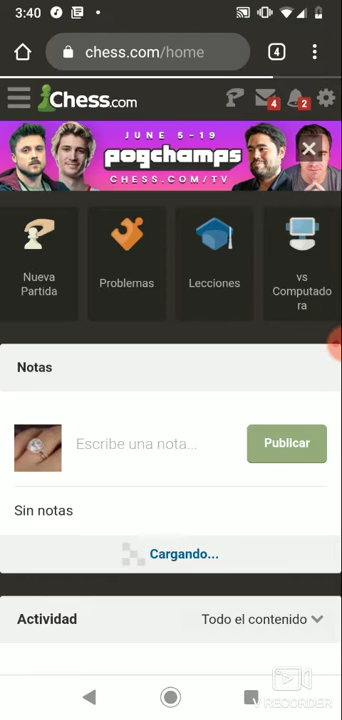 3:40
chess.com/home
4
Chess.com
4
2
JUNE 5-19
pogchamps
CHESS.COM/TV
Nueva
Partida
Problemas
Lecciones
vs
Computado
ra
Notas
Escribe una nota...
Publicar
Sin notas
Cargando...
Actividad
Todo el contenido
V RECORDER